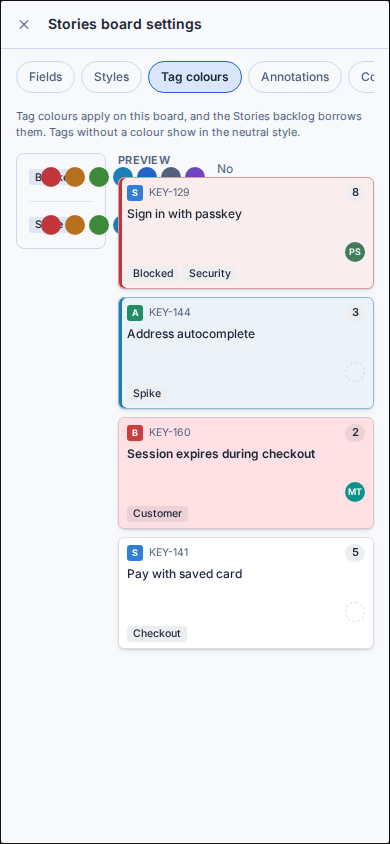 Stories board settings
Fields
Styles
Tag colours
Annotations
Tag colours apply on this board, and the Stories backlog borrows
them. Tags without a colour show in the neutral style.
PREVIEW
No
S KEY-129 8
Sign in with passkey
PS
Blocked Security
A KEY-144 3
Address autocomplete
Spike
B KEY-160 2
Session expires during checkout
MT
Customer
S KEY-141 5
Pay with saved card
Checkout